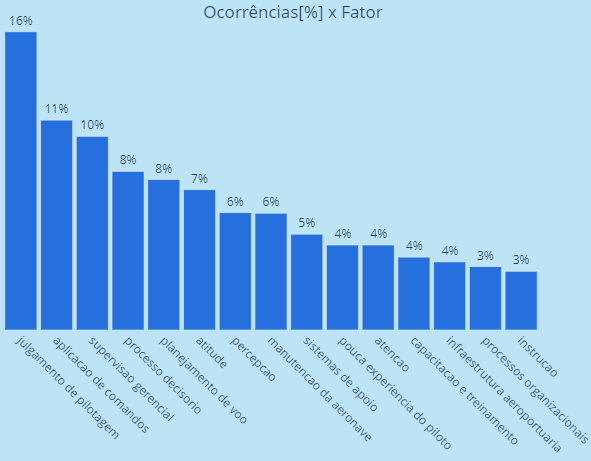 Ocorrências[%] x Fator
16%
11%
10%
8%
8%
7%
6%
6%
5%
4%
4%
4%
4%
3%
3%
julgamento de pilotagem
aplicacao de comandos
supervisao gerencial
processo decisorio
planejamento de voo
atitude
percepcao
manutencao da aeronave
sistemas de apoio
pouca experiencia do piloto
atencao
capacitacao e treinamento
infraestrutura aeroportuaria
processos organizacionais
instrucao